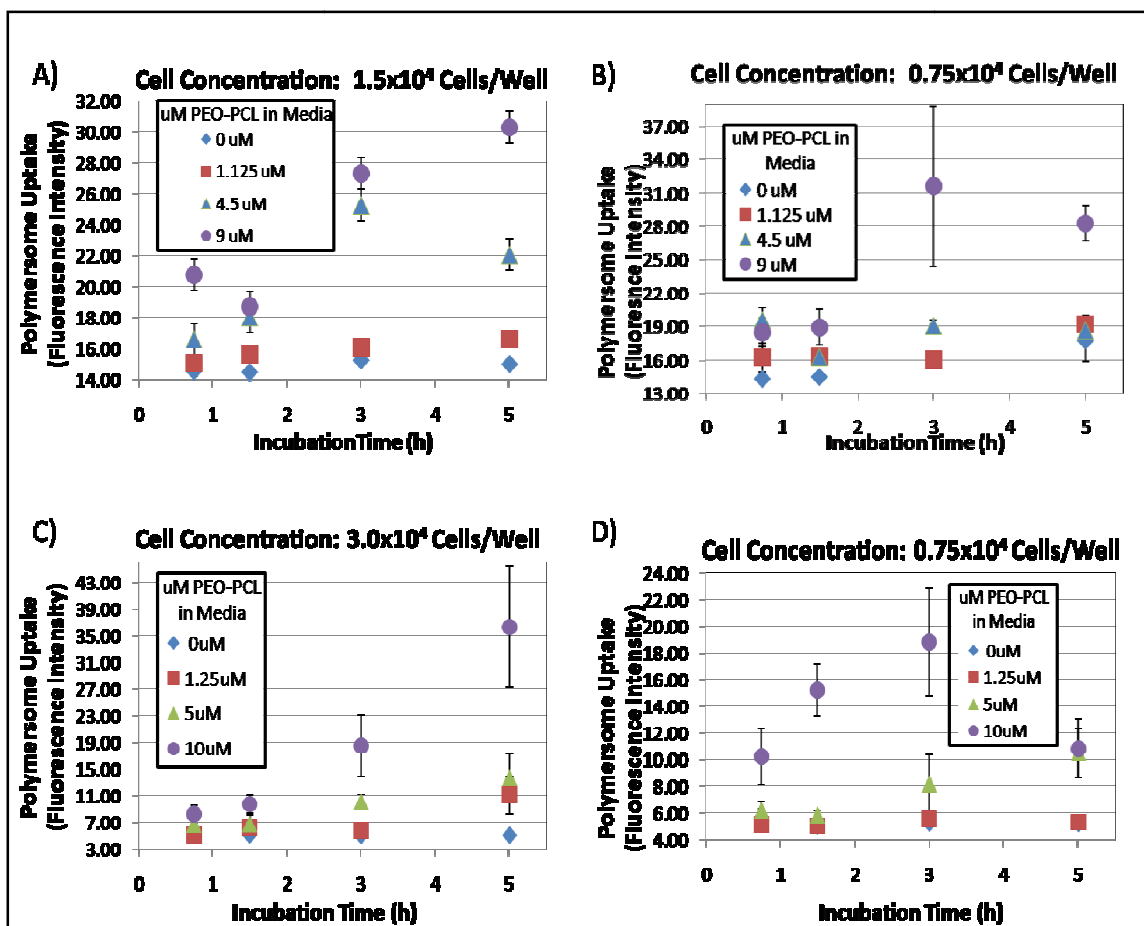 A)
Cell Concentration: 1.5x10⁴ Cells/Well
Polymersome Uptake
(Fluorescence Intensity)
32.00
30.00
28.00
26.00
24.00
22.00
20.00
18.00
16.00
14.00
uM PEO-PCL in Media
0 uM
1.125 uM
4.5 uM
9 uM
0 1 2 3 4 5
IncubationTime (h)
B)
Cell Concentration: 0.75x10⁴ Cells/Well
Polymersome Uptake
(Fluoresnce Intensity)
37.00
34.00
31.00
28.00
25.00
22.00
19.00
16.00
13.00
uM PEO-PCL in
Media
0 uM
1.125 uM
4.5 uM
9 uM
0 1 2 3 4 5
IncubationTime (h)
C)
Cell Concentration: 3.0x10⁴ Cells/Well
Polymersome Uptake
(Fluorescence Intensity)
43.00
39.00
35.00
31.00
27.00
23.00
19.00
15.00
11.00
7.00
3.00
uM PEO-PCL
in Media
0uM
1.25uM
5uM
10uM
0 1 2 3 4 5
Incubation Time (h)
D)
Cell Concentration: 0.75x10⁴ Cells/Well
Polymersome Uptake
(Fluorescence Intensity)
24.00
22.00
20.00
18.00
16.00
14.00
12.00
10.00
8.00
6.00
4.00
uM PEO-PCL
in Media
0uM
1.25uM
5uM
10uM
0 1 2 3 4 5
Incubation Time (h)